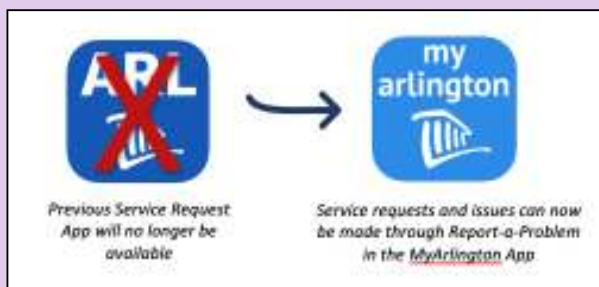 ARL
Previous Service Request
App will no longer be
available
my
arlington
Service requests and issues can now
be made through Report-a-Problem
in the MyArlington App